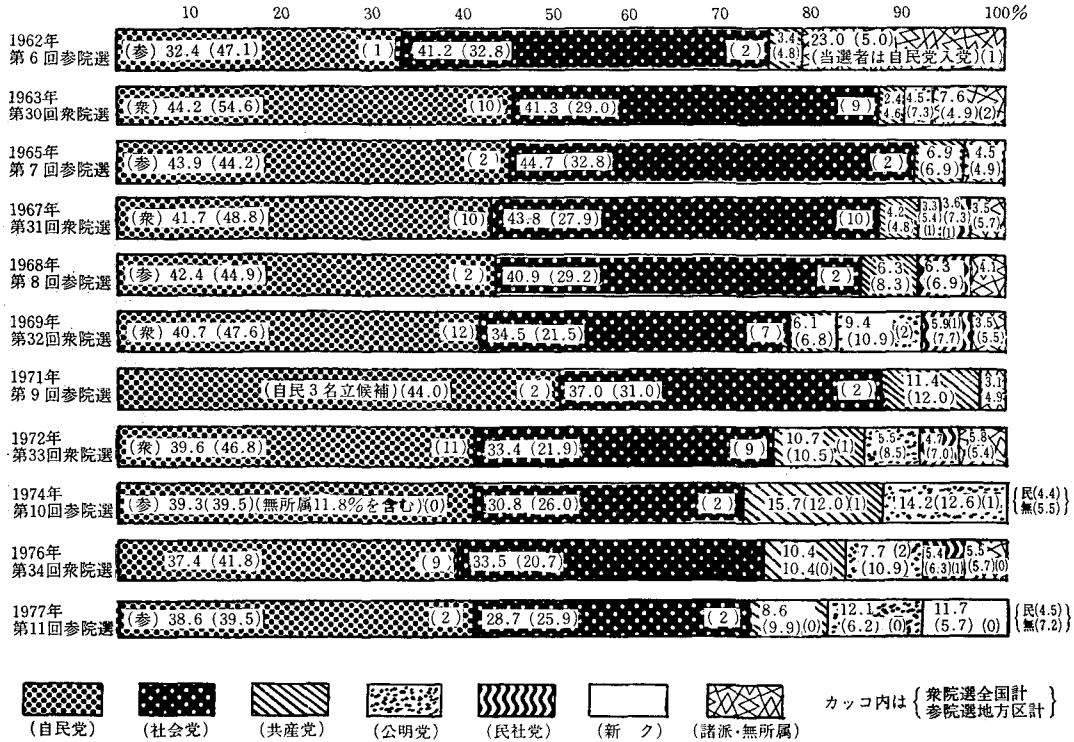 10 20 30 40 50 60 70 80 90 100%
1962年
第6回参院選
(参) 32.4 (47.1) (1) 41.2 (32.8) (2) 3.4 (4.8) 23.0 (5.0) (当選者は自民党入党)(1)
1963年
第30回衆院選
(衆) 44.2 (54.6) (10) 41.3 (29.0) (9) 2.4 4.6 4.5 (7.3) 7.6 (4.9)(2)
1965年
第7回参院選
(参) 43.9 (44.2) (2) 44.7 (32.8) (2) 6.9 (6.9) 4.5 (4.9)
1967年
第31回衆院選
(衆) 41.7 (48.8) (10) 43.8 (27.9) (10) 4.2 (4.8) 3.3 (5.4) (1) 3.6 (7.3) (1) 3.5 (5.7)
1968年
第8回参院選
(参) 42.4 (44.9) (2) 40.9 (29.2) (2) 6.3 (8.3) 6.3 (6.9) 4.1
1969年
第32回衆院選
(衆) 40.7 (47.6) (12) 34.5 (21.5) (7) 6.1 (6.8) 9.4 (10.9) (2) 5.9(1) (7.7) 3.5 (5.5)
1971年
第9回参院選
(自民3名立候補)(44.0) (2) 37.0 (31.0) (2) 11.4 (12.0) 3.1 4.9
1972年
第33回衆院選
(衆) 39.6 (46.8) (11) 33.4 (21.9) (9) 10.7 (10.5) (1) 5.5 (8.5) 4.7 (7.0) 5.8 (5.4)
1974年
第10回参院選
(参) 39.3(39.5)(無所属11.8%を含む)(0) 30.8 (26.0) (2) 15.7(12.0)(1) 14.2(12.6)(1) {民(4.4) 無(5.5)}
1976年
第34回衆院選
37.4 (41.8) (9) 33.5 (20.7) 10.4 10.4(0) 7.7 (2) (10.9) 5.4 (6.3)(1) 5.5 (5.7)(0)
1977年
第11回参院選
(参) 38.6 (39.5) (2) 28.7 (25.9) (2) 8.6 (9.9)(0) 12.1 (6.2) (0) 11.7 (5.7) (0) {民(4.5) 無(7.2)}
(自民党) (社会党) (共産党) (公明党) (民社党) (新 ク) (諸派・無所属)
カッコ内は{衆院選全国計 参院選地方区計}